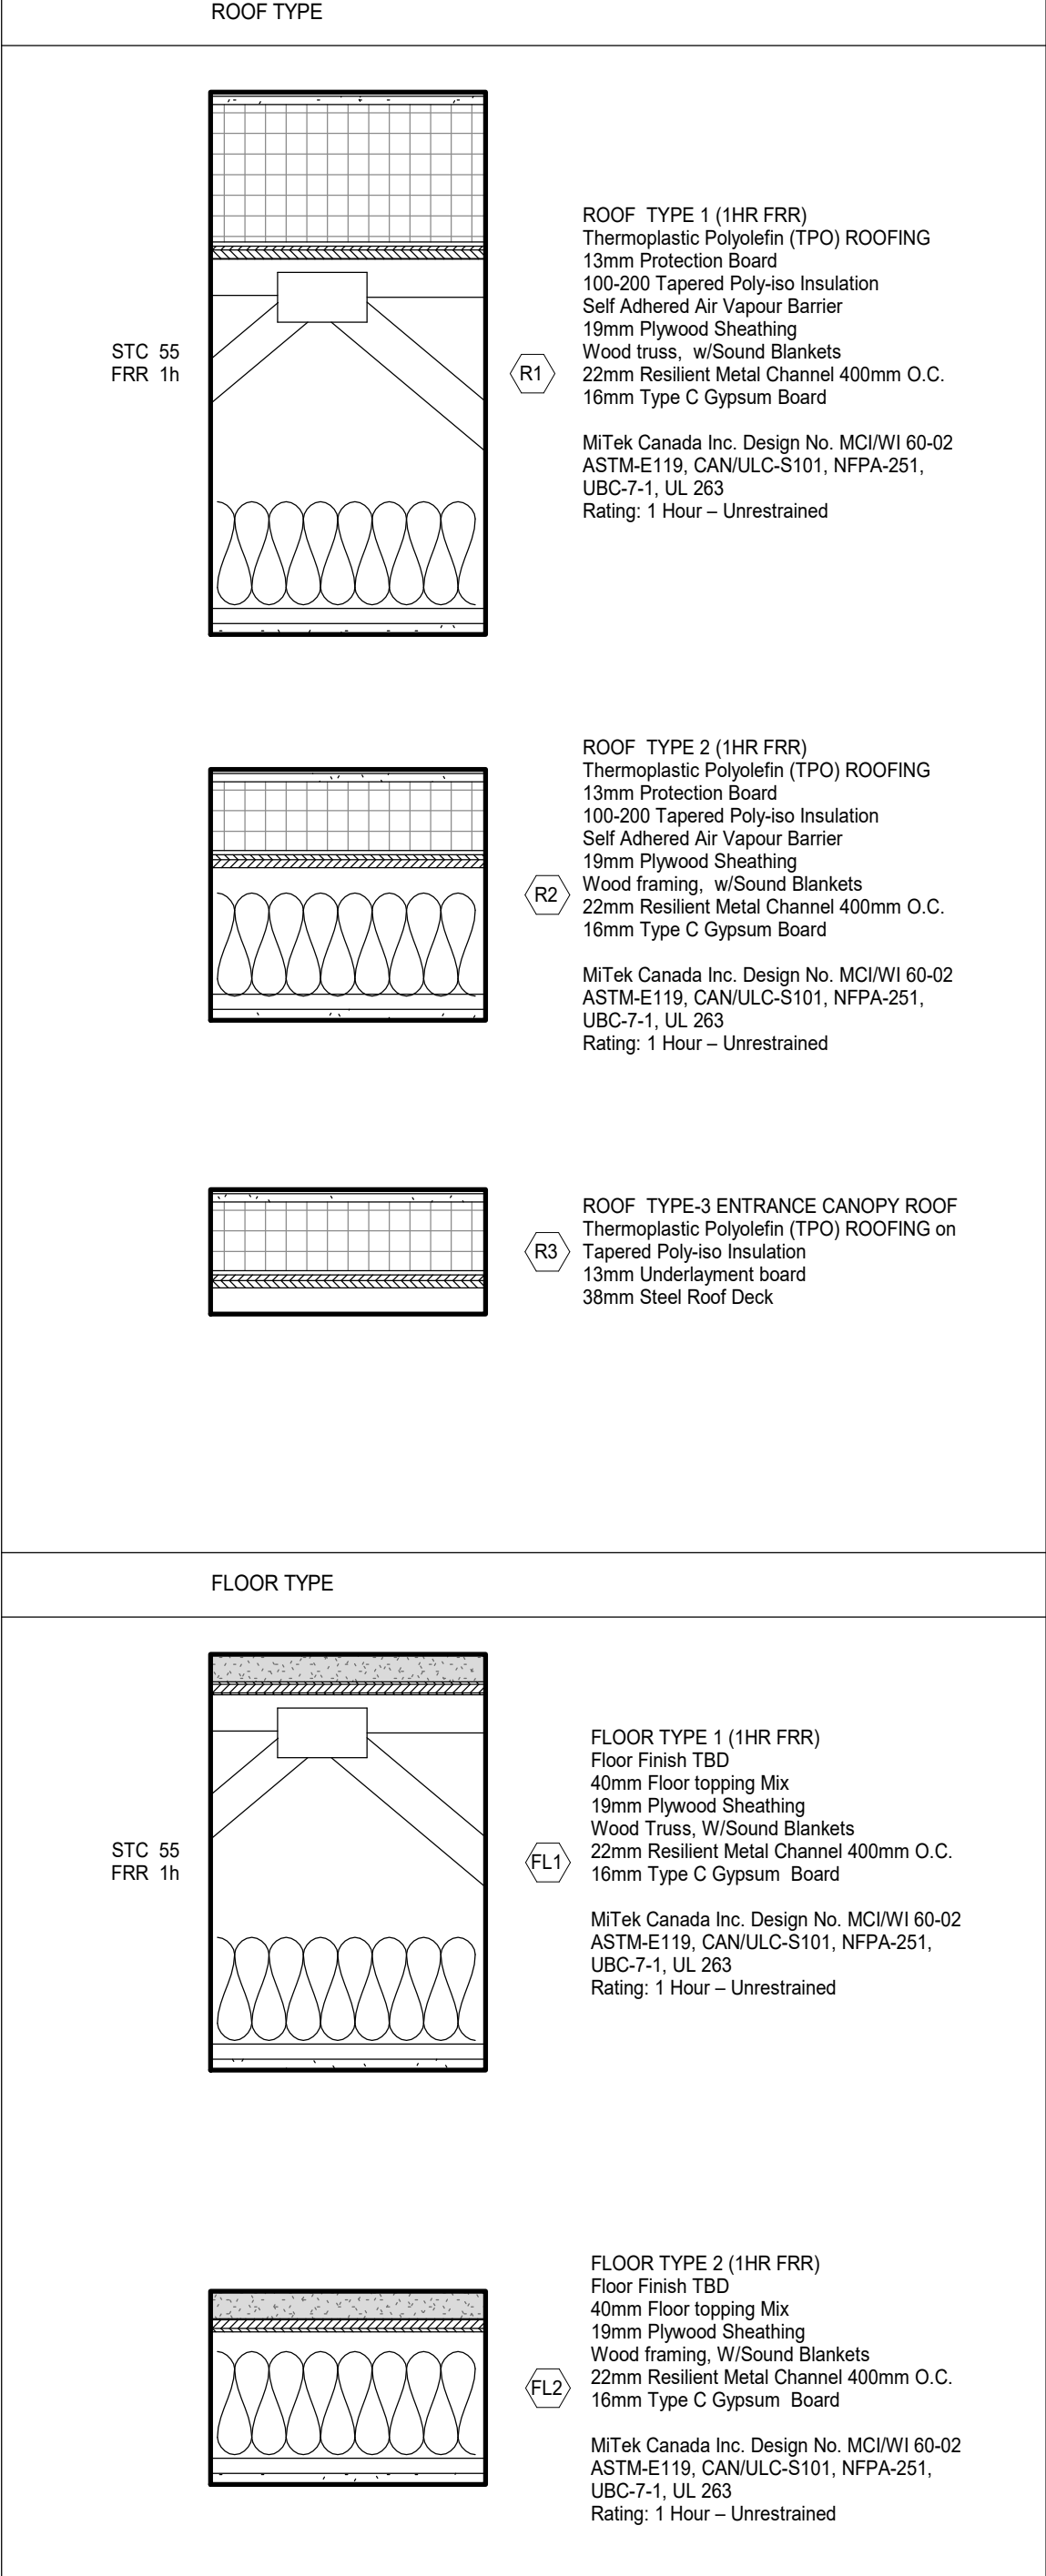 ROOF TYPE
STC 55
FRR 1h
R1
ROOF TYPE 1 (1HR FRR)
Thermoplastic Polyolefin (TPO) ROOFING
13mm Protection Board
100-200 Tapered Poly-iso Insulation
Self Adhered Air Vapour Barrier
19mm Plywood Sheathing
Wood truss, w/Sound Blankets
22mm Resilient Metal Channel 400mm O.C.
16mm Type C Gypsum Board
MiTek Canada Inc. Design No. MCI/WI 60-02
ASTM-E119, CAN/ULC-S101, NFPA-251,
UBC-7-1, UL 263
Rating: 1 Hour – Unrestrained
R2
ROOF TYPE 2 (1HR FRR)
Thermoplastic Polyolefin (TPO) ROOFING
13mm Protection Board
100-200 Tapered Poly-iso Insulation
Self Adhered Air Vapour Barrier
19mm Plywood Sheathing
Wood framing, w/Sound Blankets
22mm Resilient Metal Channel 400mm O.C.
16mm Type C Gypsum Board
MiTek Canada Inc. Design No. MCI/WI 60-02
ASTM-E119, CAN/ULC-S101, NFPA-251,
UBC-7-1, UL 263
Rating: 1 Hour – Unrestrained
R3
ROOF TYPE-3 ENTRANCE CANOPY ROOF
Thermoplastic Polyolefin (TPO) ROOFING on
Tapered Poly-iso Insulation
13mm Underlayment board
38mm Steel Roof Deck
FLOOR TYPE
STC 55
FRR 1h
FL1
FLOOR TYPE 1 (1HR FRR)
Floor Finish TBD
40mm Floor topping Mix
19mm Plywood Sheathing
Wood Truss, W/Sound Blankets
22mm Resilient Metal Channel 400mm O.C.
16mm Type C Gypsum Board
MiTek Canada Inc. Design No. MCI/WI 60-02
ASTM-E119, CAN/ULC-S101, NFPA-251,
UBC-7-1, UL 263
Rating: 1 Hour – Unrestrained
FL2
FLOOR TYPE 2 (1HR FRR)
Floor Finish TBD
40mm Floor topping Mix
19mm Plywood Sheathing
Wood framing, W/Sound Blankets
22mm Resilient Metal Channel 400mm O.C.
16mm Type C Gypsum Board
MiTek Canada Inc. Design No. MCI/WI 60-02
ASTM-E119, CAN/ULC-S101, NFPA-251,
UBC-7-1, UL 263
Rating: 1 Hour – Unrestrained